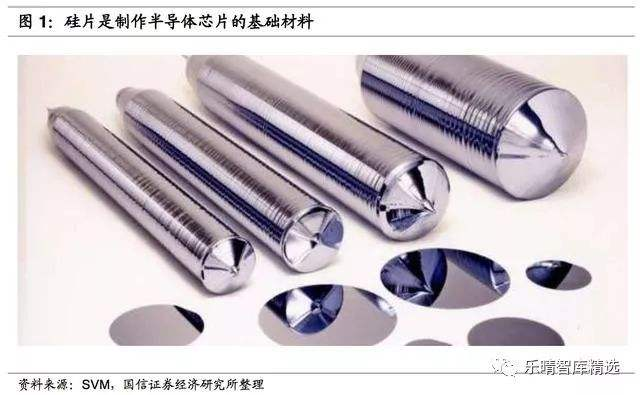 图 1：硅片是制作半导体芯片的基础材料
乐晴智库精选
资料来源：SVM，国信证券经济研究所整理